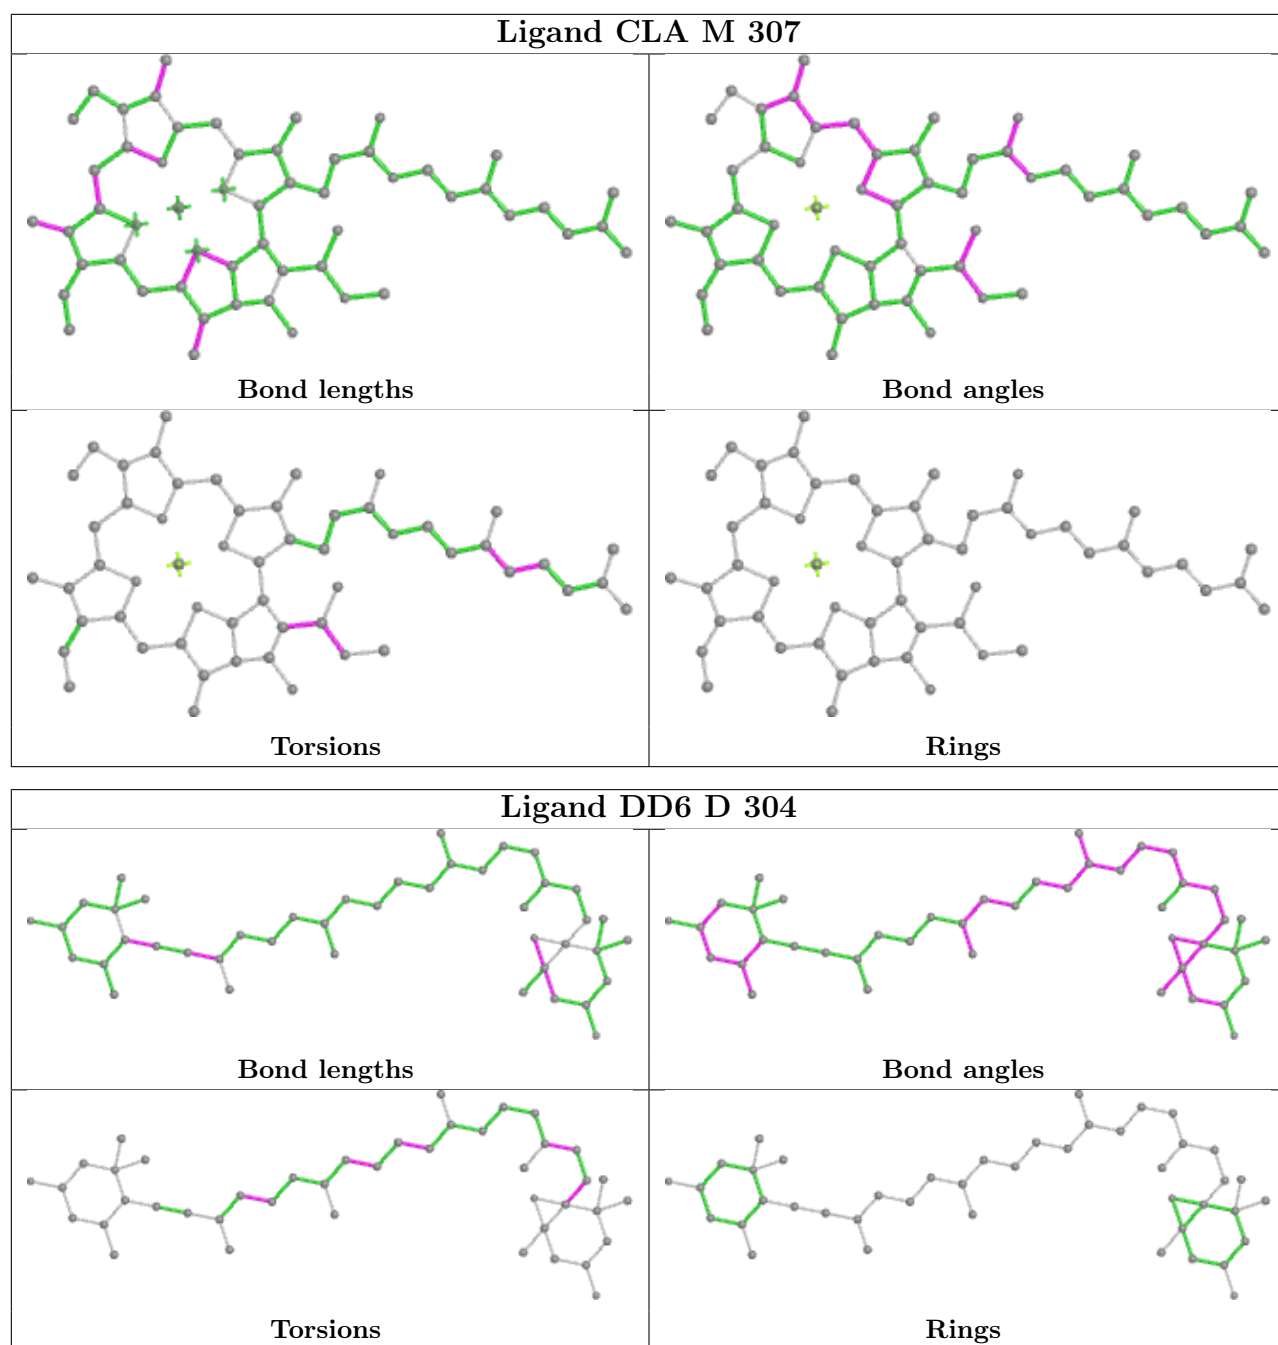 Ligand CLA M 307
Bond lengths
Bond angles
Torsions
Rings
Ligand DD6 D 304
Bond lengths
Bond angles
Torsions
Rings